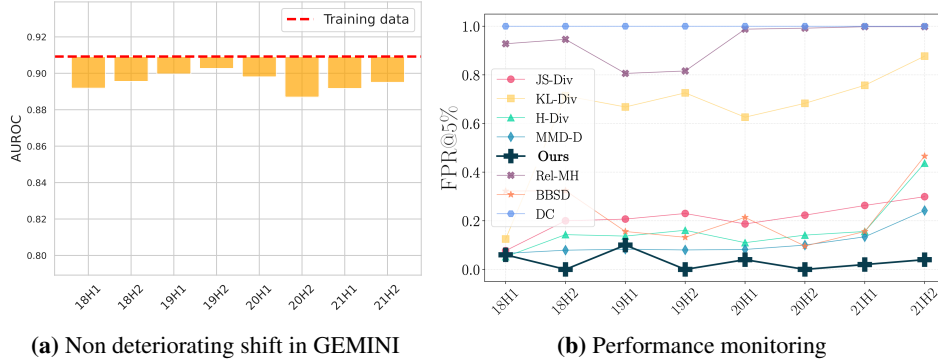 Training data
AUROC
0.92
0.90
0.88
0.86
0.84
0.82
0.80
18H1
18H2
19H1
19H2
20H1
20H2
21H1
21H2
(a) Non deteriorating shift in GEMINI
FPR@5%
1.0
0.8
0.6
0.4
0.2
0.0
JS-Div
KL-Div
H-Div
MMD-D
Ours
Rel-MH
BBSD
DC
18H1
18H2
19H1
19H2
20H1
20H2
21H1
21H2
(b) Performance monitoring